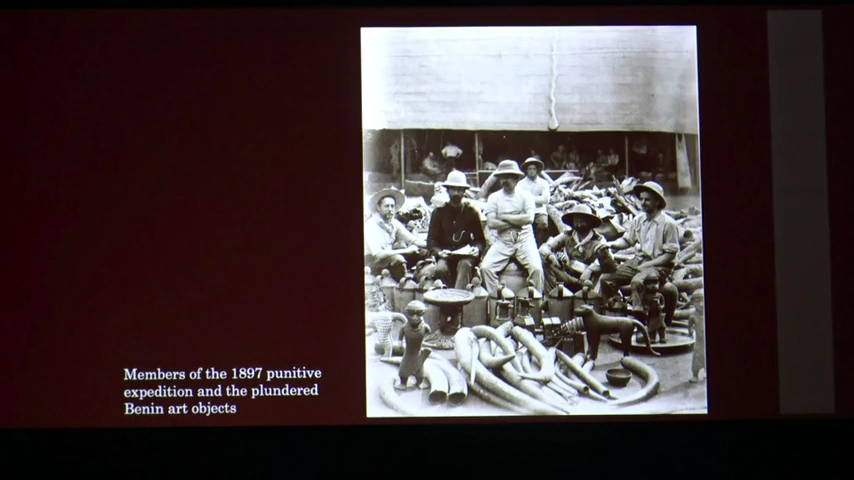 Members of the 1897 punitive
expedition and the plundered
Benin art objects